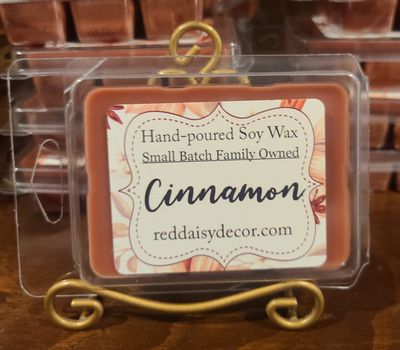 Hand-poured Soy Wax
Small Batch Family Owned
Cinnamon
reddaisydecor.com